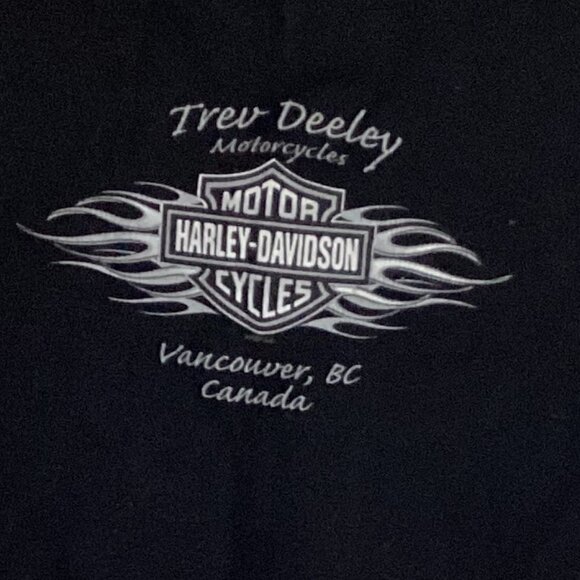 Trev Deeley
Motorcycles
MOTOR
HARLEY-DAVIDSON
CYCLES
Vancouver, BC
Canada